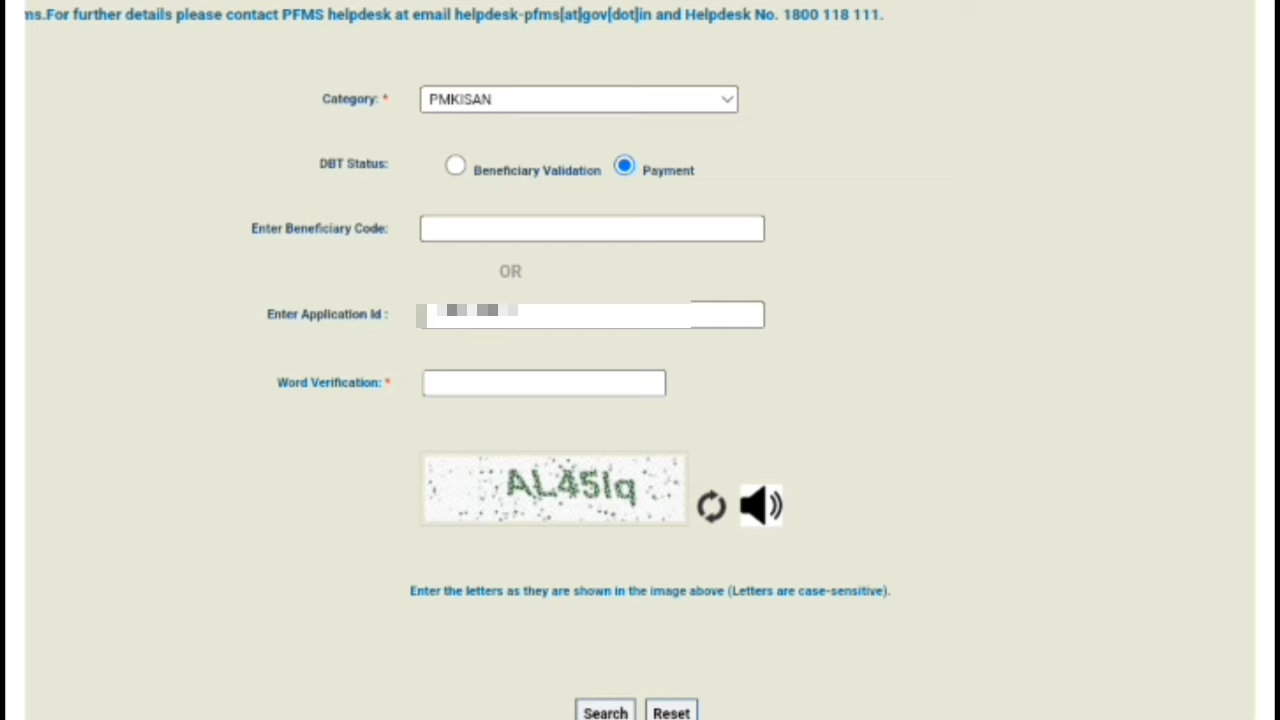 ms.For further details please contact PFMS helpdesk at email helpdesk-pfms[at]gov[dot]in and Helpdesk No. 1800 118 111.
Category: *
PMKISAN
DBT Status:
Beneficiary Validation
Payment
Enter Beneficiary Code:
OR
Enter Application Id :
Word Verification: *
AL45lq
Enter the letters as they are shown in the image above (Letters are case-sensitive).
Search
Reset